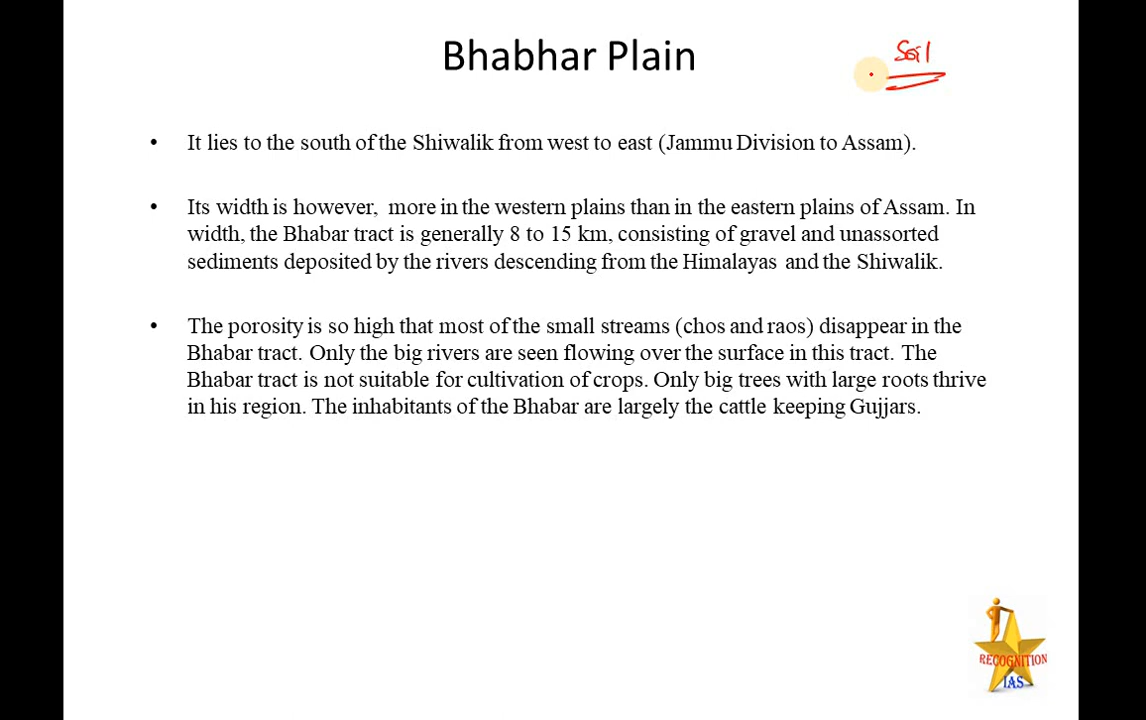 Bhabhar Plain
Soil
• It lies to the south of the Shiwalik from west to east (Jammu Division to Assam).
• Its width is however, more in the western plains than in the eastern plains of Assam. In
width, the Bhabar tract is generally 8 to 15 km, consisting of gravel and unassorted
sediments deposited by the rivers descending from the Himalayas and the Shiwalik.
• The porosity is so high that most of the small streams (chos and raos) disappear in the
Bhabar tract. Only the big rivers are seen flowing over the surface in this tract. The
Bhabar tract is not suitable for cultivation of crops. Only big trees with large roots thrive
in his region. The inhabitants of the Bhabar are largely the cattle keeping Gujjars.
RECOGNITION
IAS